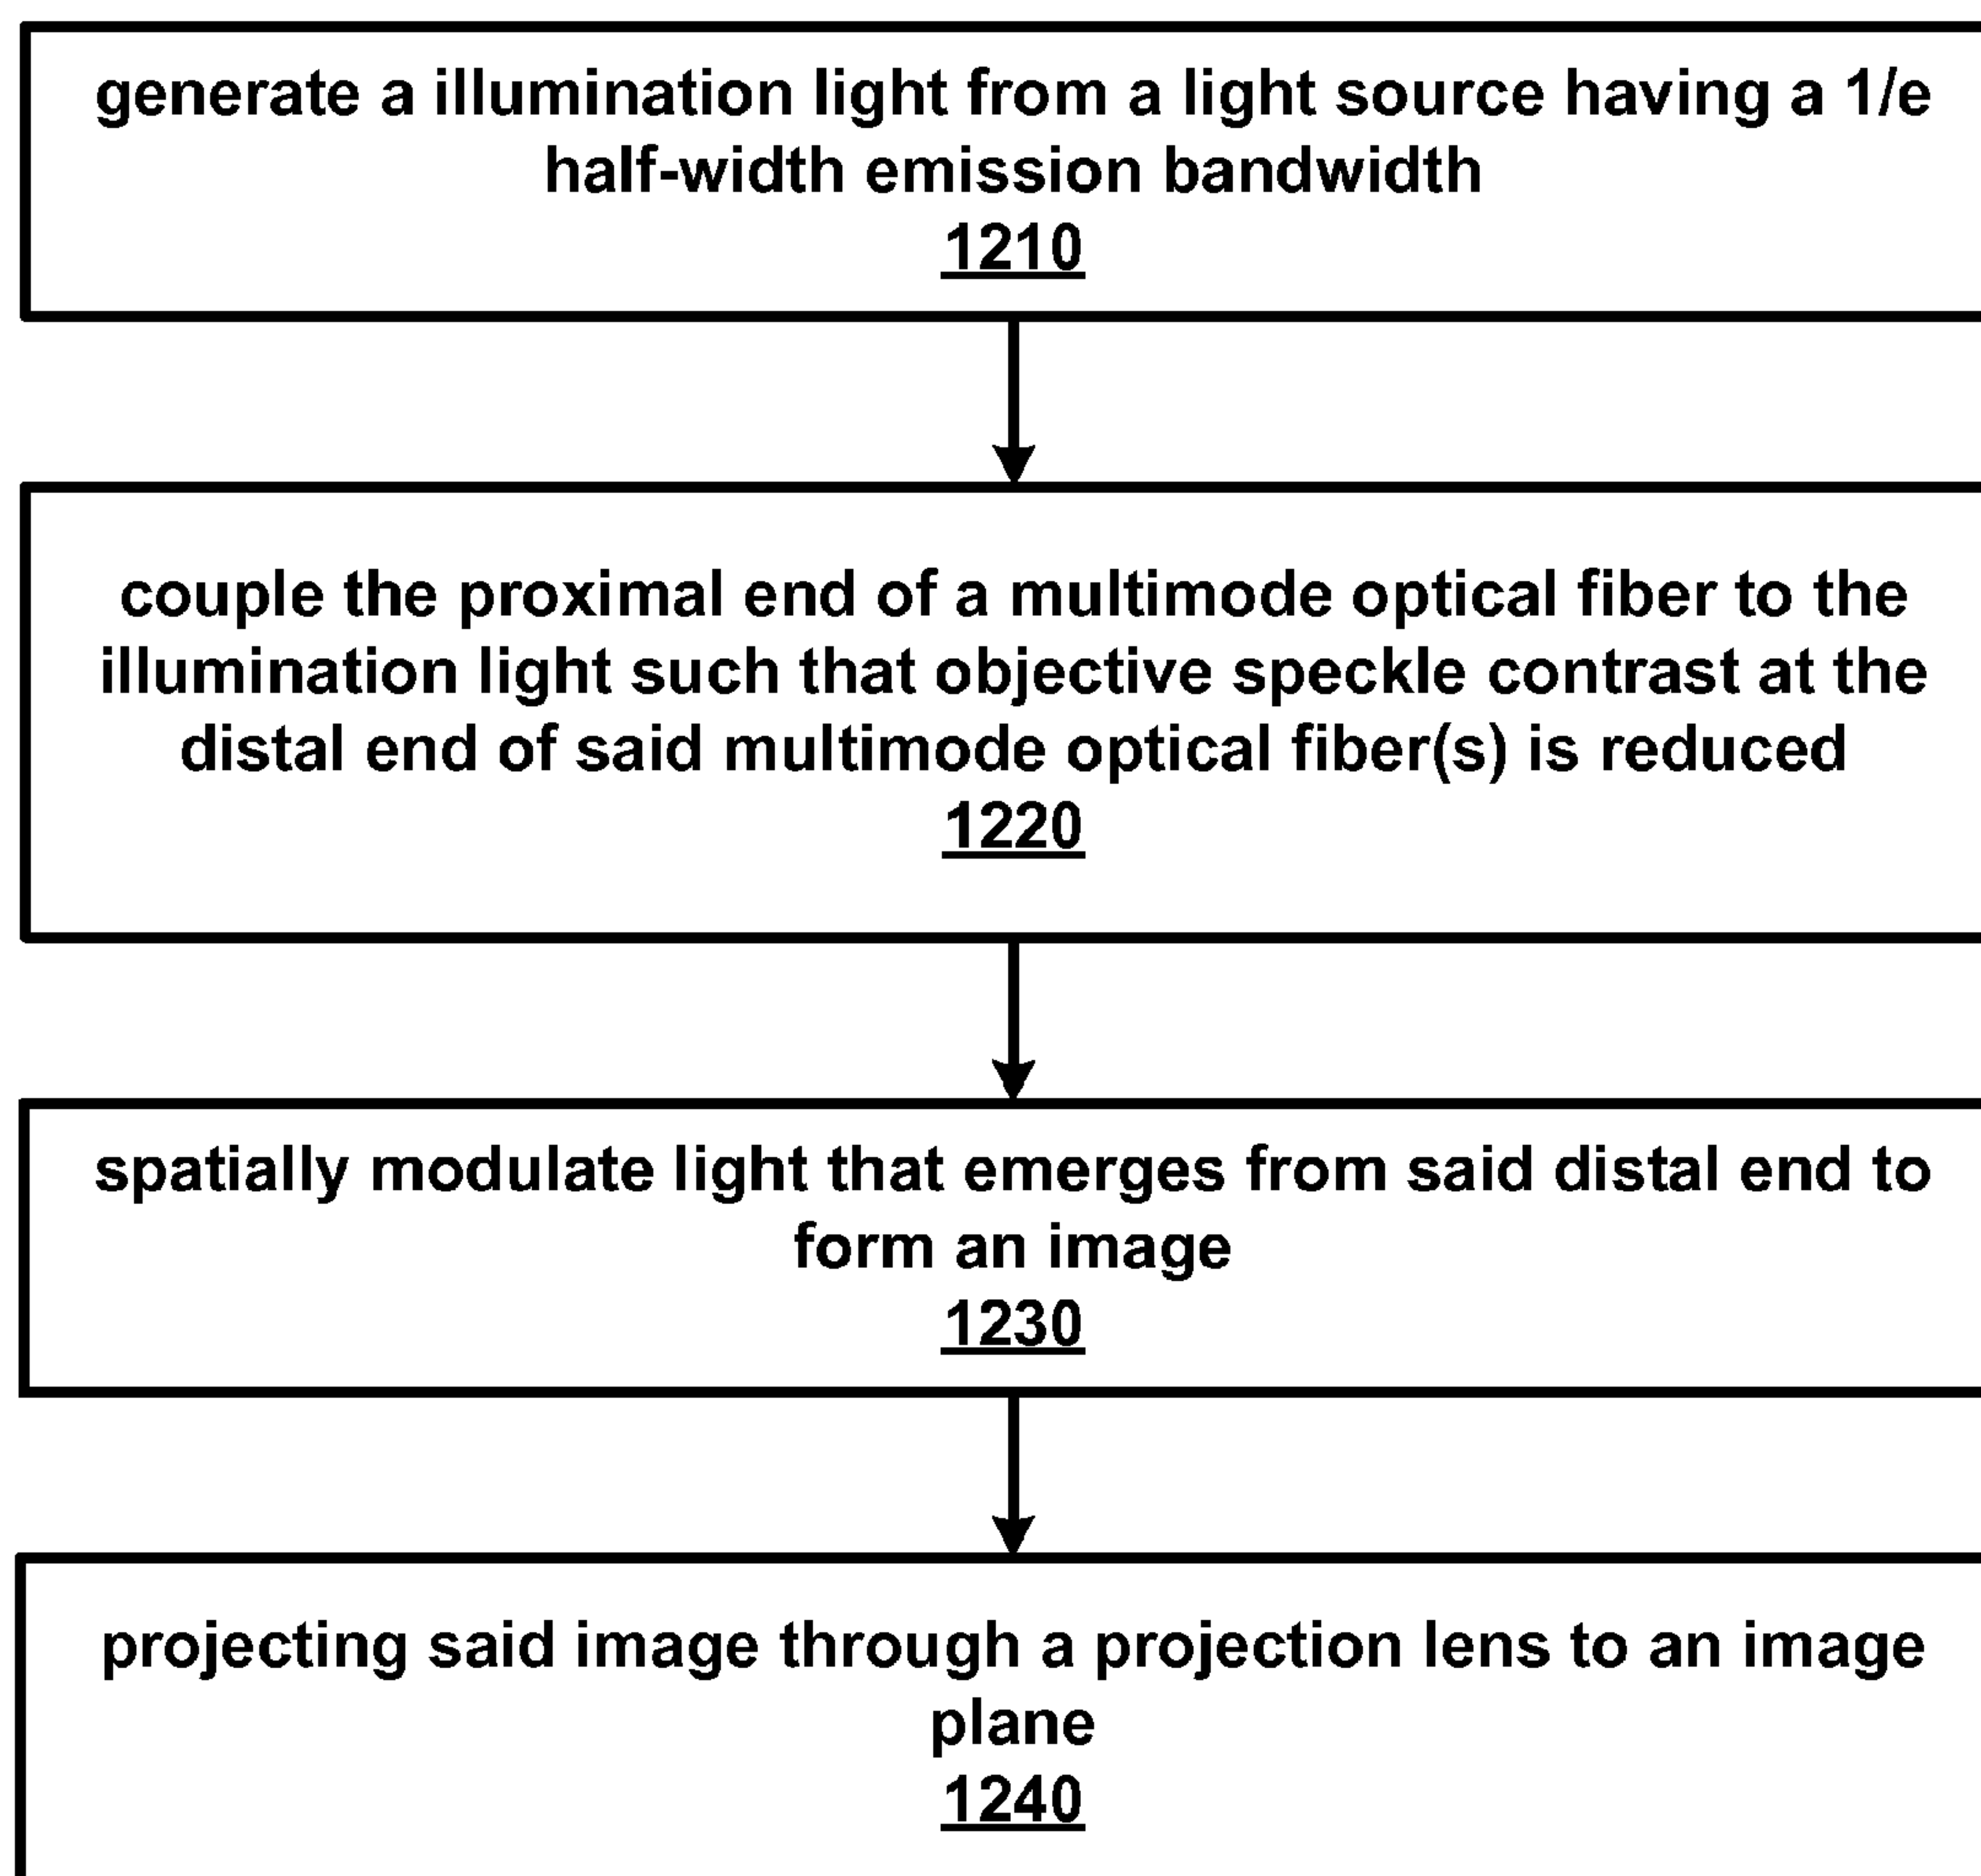 generate a illumination light from a light source having a 1/e
half-width emission bandwidth
1210
couple the proximal end of a multimode optical fiber to the
illumination light such that objective speckle contrast at the
distal end of said multimode optical fiber(s) is reduced
1220
spatially modulate light that emerges from said distal end to
form an image
1230
projecting said image through a projection lens to an image
plane
1240